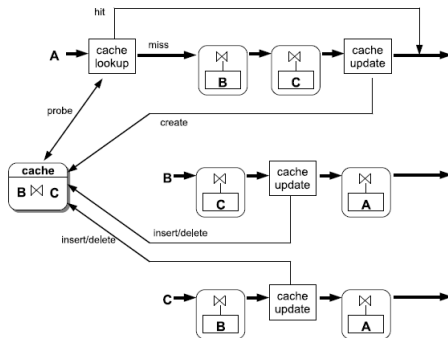 hit
A
cache
lookup
miss
⋈
B
⋈
C
cache
update
probe
create
cache
B ⋈ C
B
⋈
C
cache
update
⋈
A
insert/delete
insert/delete
C
⋈
B
cache
update
⋈
A